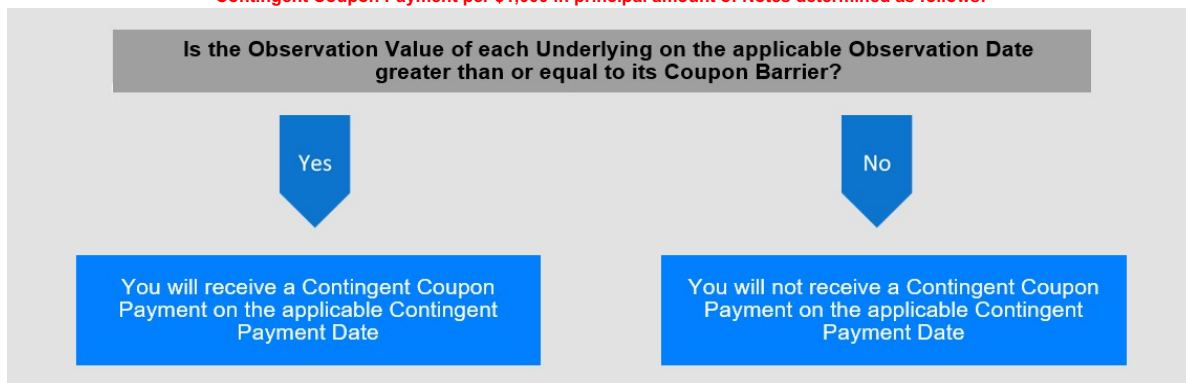 Contingent Coupon Payment per $1,000 in principal amount of Notes determined as follows:
Is the Observation Value of each Underlying on the applicable Observation Date
greater than or equal to its Coupon Barrier?
Yes
No
You will receive a Contingent Coupon
Payment on the applicable Contingent
Payment Date
You will not receive a Contingent Coupon
Payment on the applicable Contingent
Payment Date